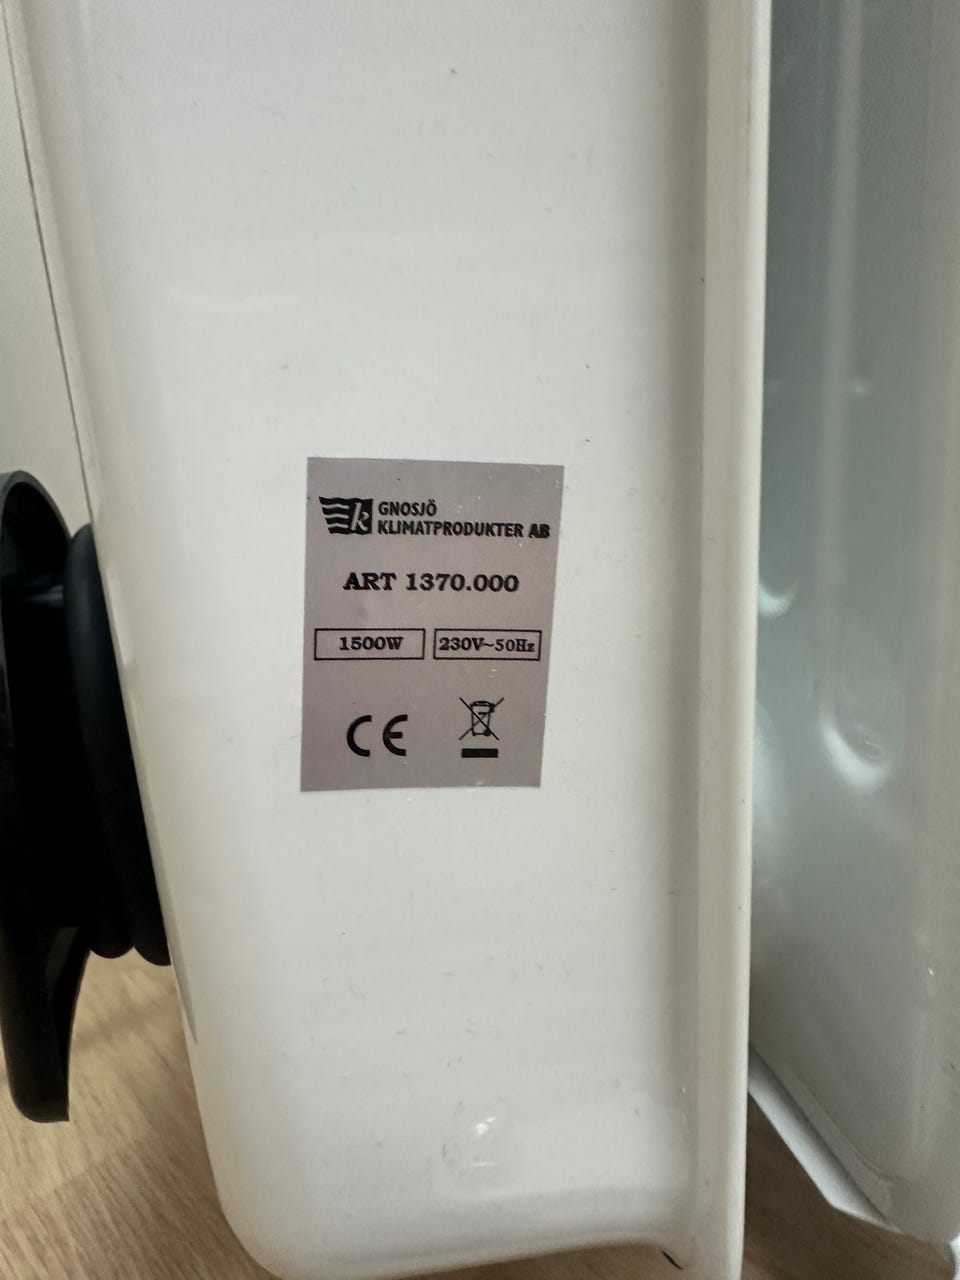 k GNOSJÖ
KLIMATPRODUKTER AB
ART 1370.000
1500W 230V~50Hz
CE